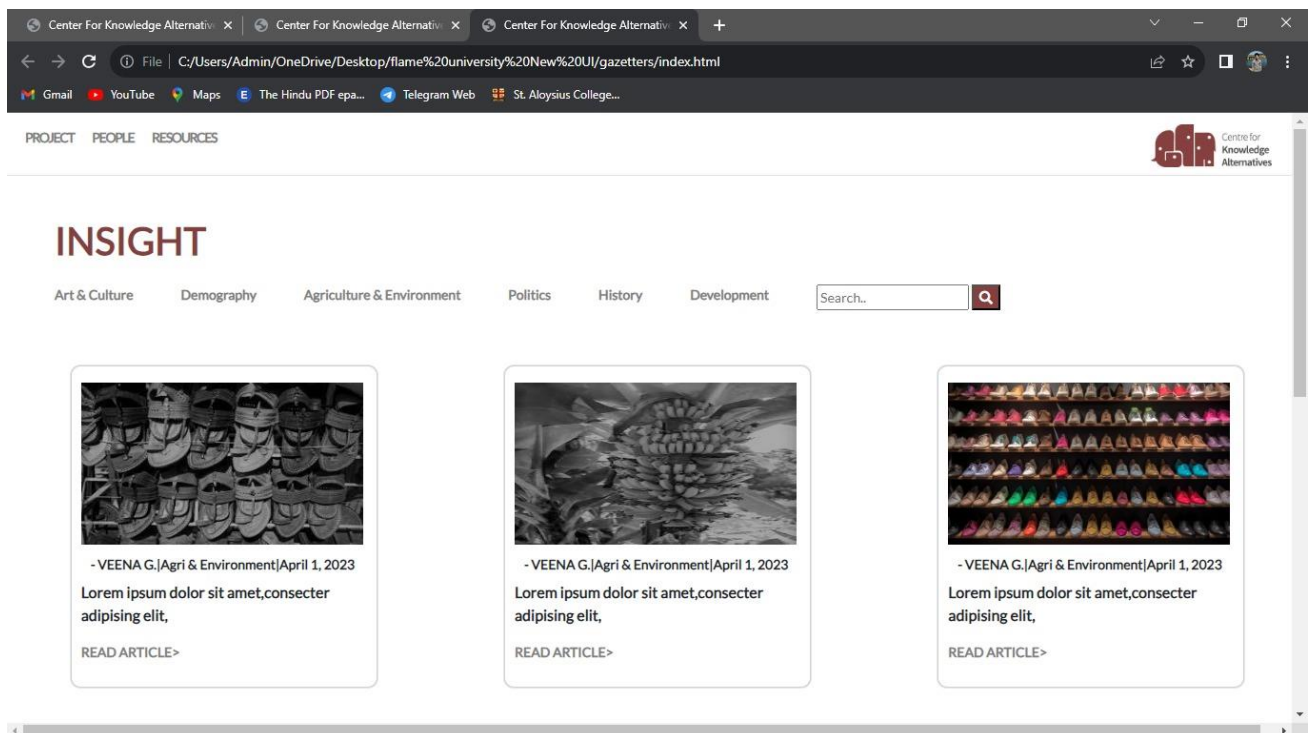 Center For Knowledge Alternativ
Center For Knowledge Alternativ
Center For Knowledge Alternativ
File | C:/Users/Admin/OneDrive/Desktop/flame%20university%20New%20UI/gazetters/index.html
Gmail YouTube Maps E The Hindu PDF epa... Telegram Web St. Aloysius College...
PROJECT PEOPLE RESOURCES
Centre for
Knowledge
Alternatives
INSIGHT
Art & Culture Demography Agriculture & Environment Politics History Development Search..
- VEENA G.|Agri & Environment|April 1, 2023
Lorem ipsum dolor sit amet,consecter
adipising elit,
READ ARTICLE>
- VEENA G.|Agri & Environment|April 1, 2023
Lorem ipsum dolor sit amet,consecter
adipising elit,
READ ARTICLE>
- VEENA G.|Agri & Environment|April 1, 2023
Lorem ipsum dolor sit amet,consecter
adipising elit,
READ ARTICLE>